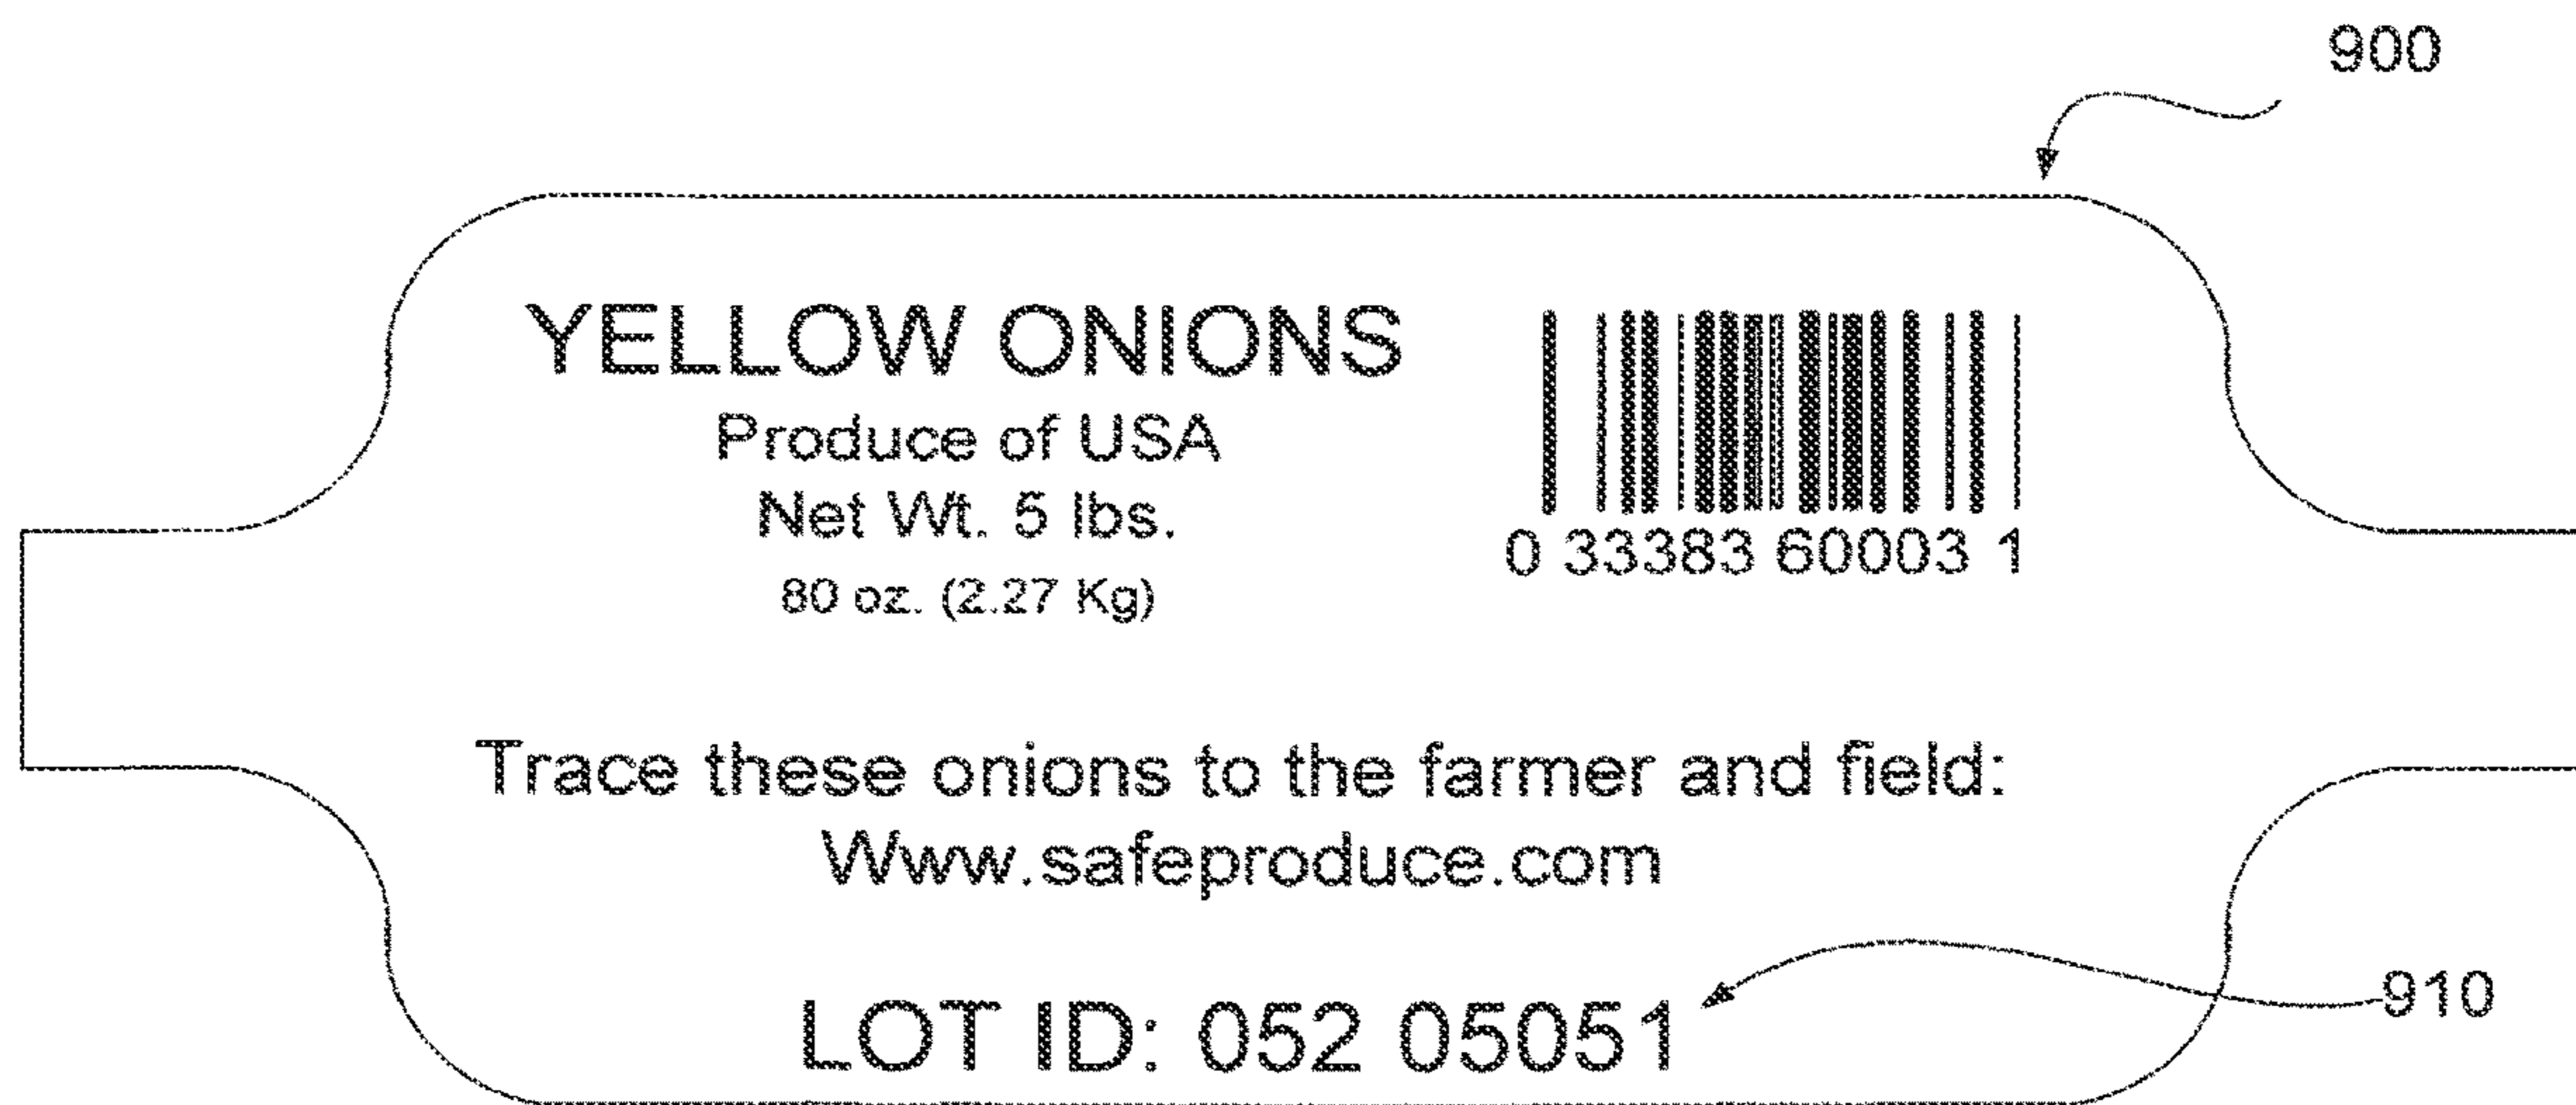 900
YELLOW ONIONS
Produce of USA
Net Wt. 5 lbs.
80 oz. (2.27 Kg)
0 33383 60003 1
Trace these onions to the farmer and field:
Www.safeproduce.com
LOT ID: 052 05051
910